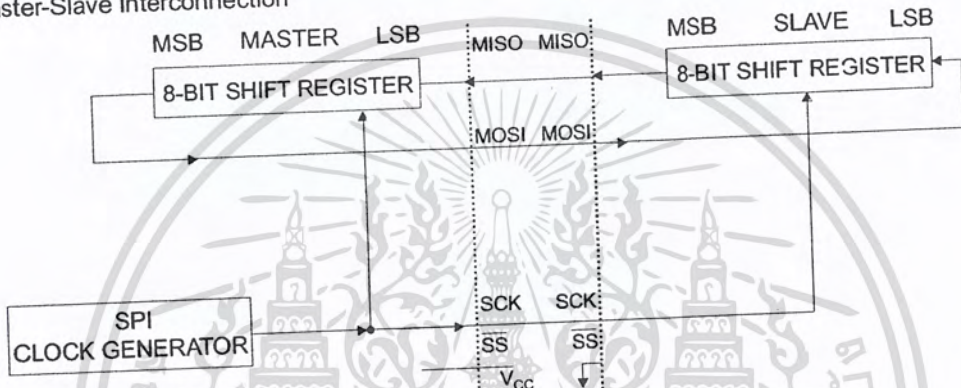 ster-Slave Interconnection
MSB MASTER LSB
MISO MISO
MSB SLAVE LSB
8-BIT SHIFT REGISTER
8-BIT SHIFT REGISTER
MOSI MOSI
SCK SCK
SPI
CLOCK GENERATOR
SS SS
VCC